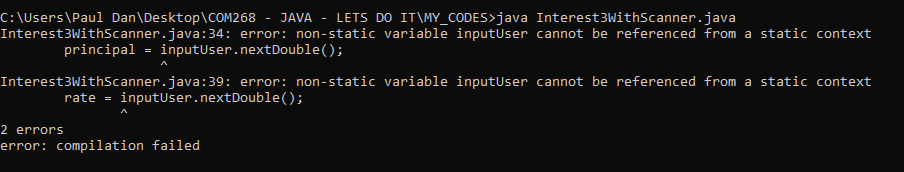 C:\Users\Paul Dan\Desktop\COM268 - JAVA - LETS DO IT\MY_CODES>java Interest3WithScanner.java
Interest3WithScanner.java:34: error: non-static variable inputUser cannot be referenced from a static context
        principal = inputUser.nextDouble();
                    ^
Interest3WithScanner.java:39: error: non-static variable inputUser cannot be referenced from a static context
        rate = inputUser.nextDouble();
               ^
2 errors
error: compilation failed